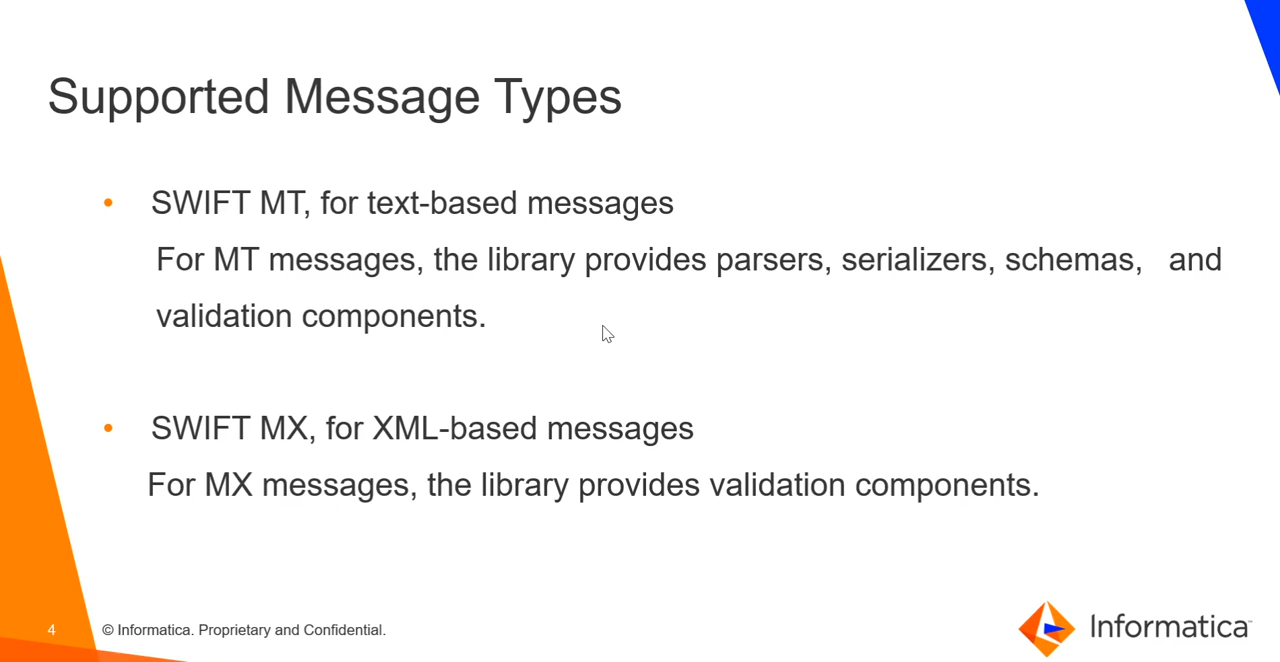 Supported Message Types
• SWIFT MT, for text-based messages
For MT messages, the library provides parsers, serializers, schemas, and
validation components.
• SWIFT MX, for XML-based messages
For MX messages, the library provides validation components.
4 © Informatica. Proprietary and Confidential.
Informatica™